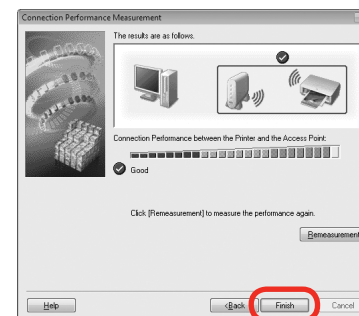 Connection Performance Measurement
The results are as follows.
Connection Performance between the Printer and the Access Point:
Good
Click [Remeasurement] to measure the performance again.
Remeasurement
Help
<Back
Finish
Cancel